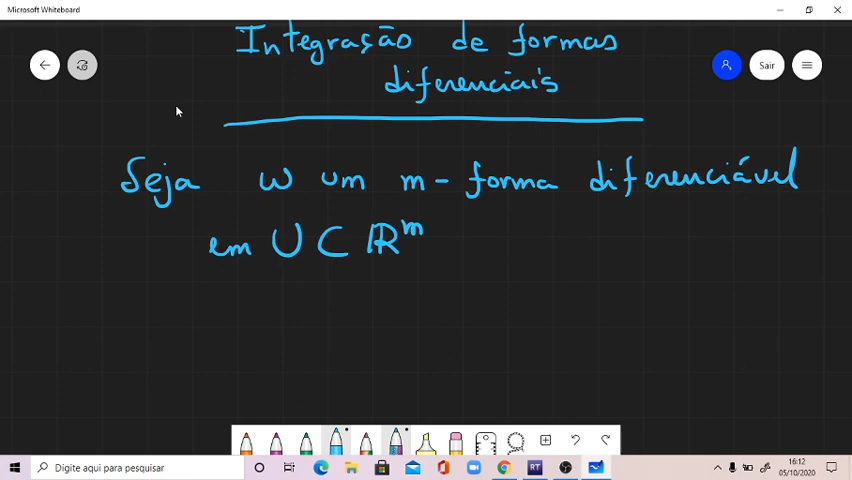 Microsoft Whiteboard
Integração de formas
diferenciais
Sair
Seja ω um m-forma diferenciável
em U ⊂ ℝᵐ
Digite aqui para pesquisar
RT
16:12
05/10/2020